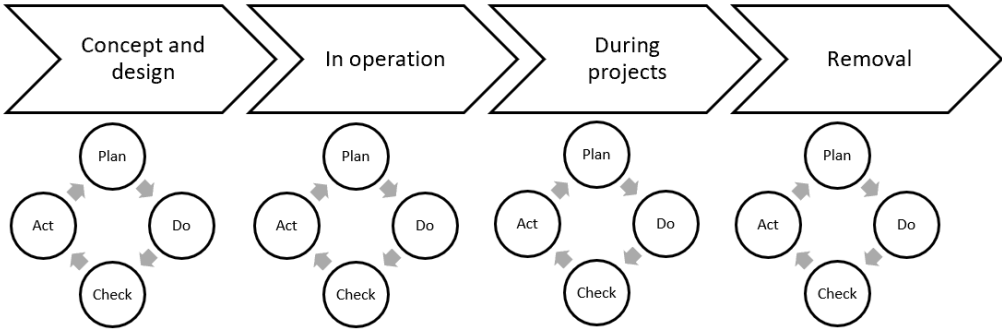 Concept and
design
In operation
During
projects
Removal
Plan
Do
Check
Act
Plan
Do
Check
Act
Plan
Do
Check
Act
Plan
Do
Check
Act